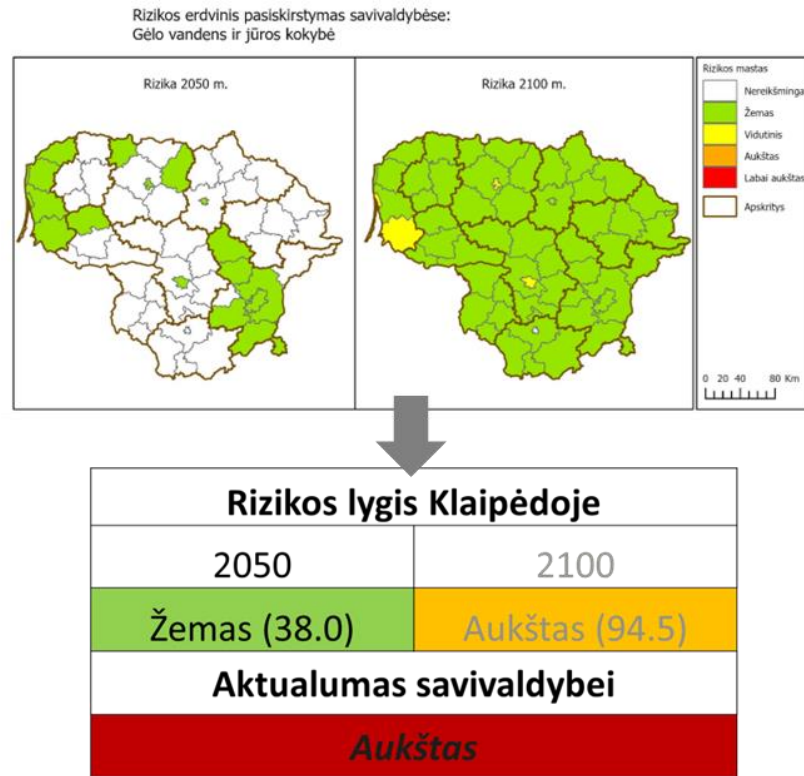 Rizikos erdvinis pasiskirstymas savivaldybėse:
Gėlo vandens ir jūros kokybė
Rizika 2050 m.
Rizika 2100 m.
Rizikos mastas
Nereikšminga
Žemas
Vidutinis
Aukštas
Labai aukštas
Apskritys
0 20 40 80 Km
Rizikos lygis Klaipėdoje
2050 2100
Žemas (38.0) Aukštas (94.5)
Aktualumas savivaldybei
Aukštas